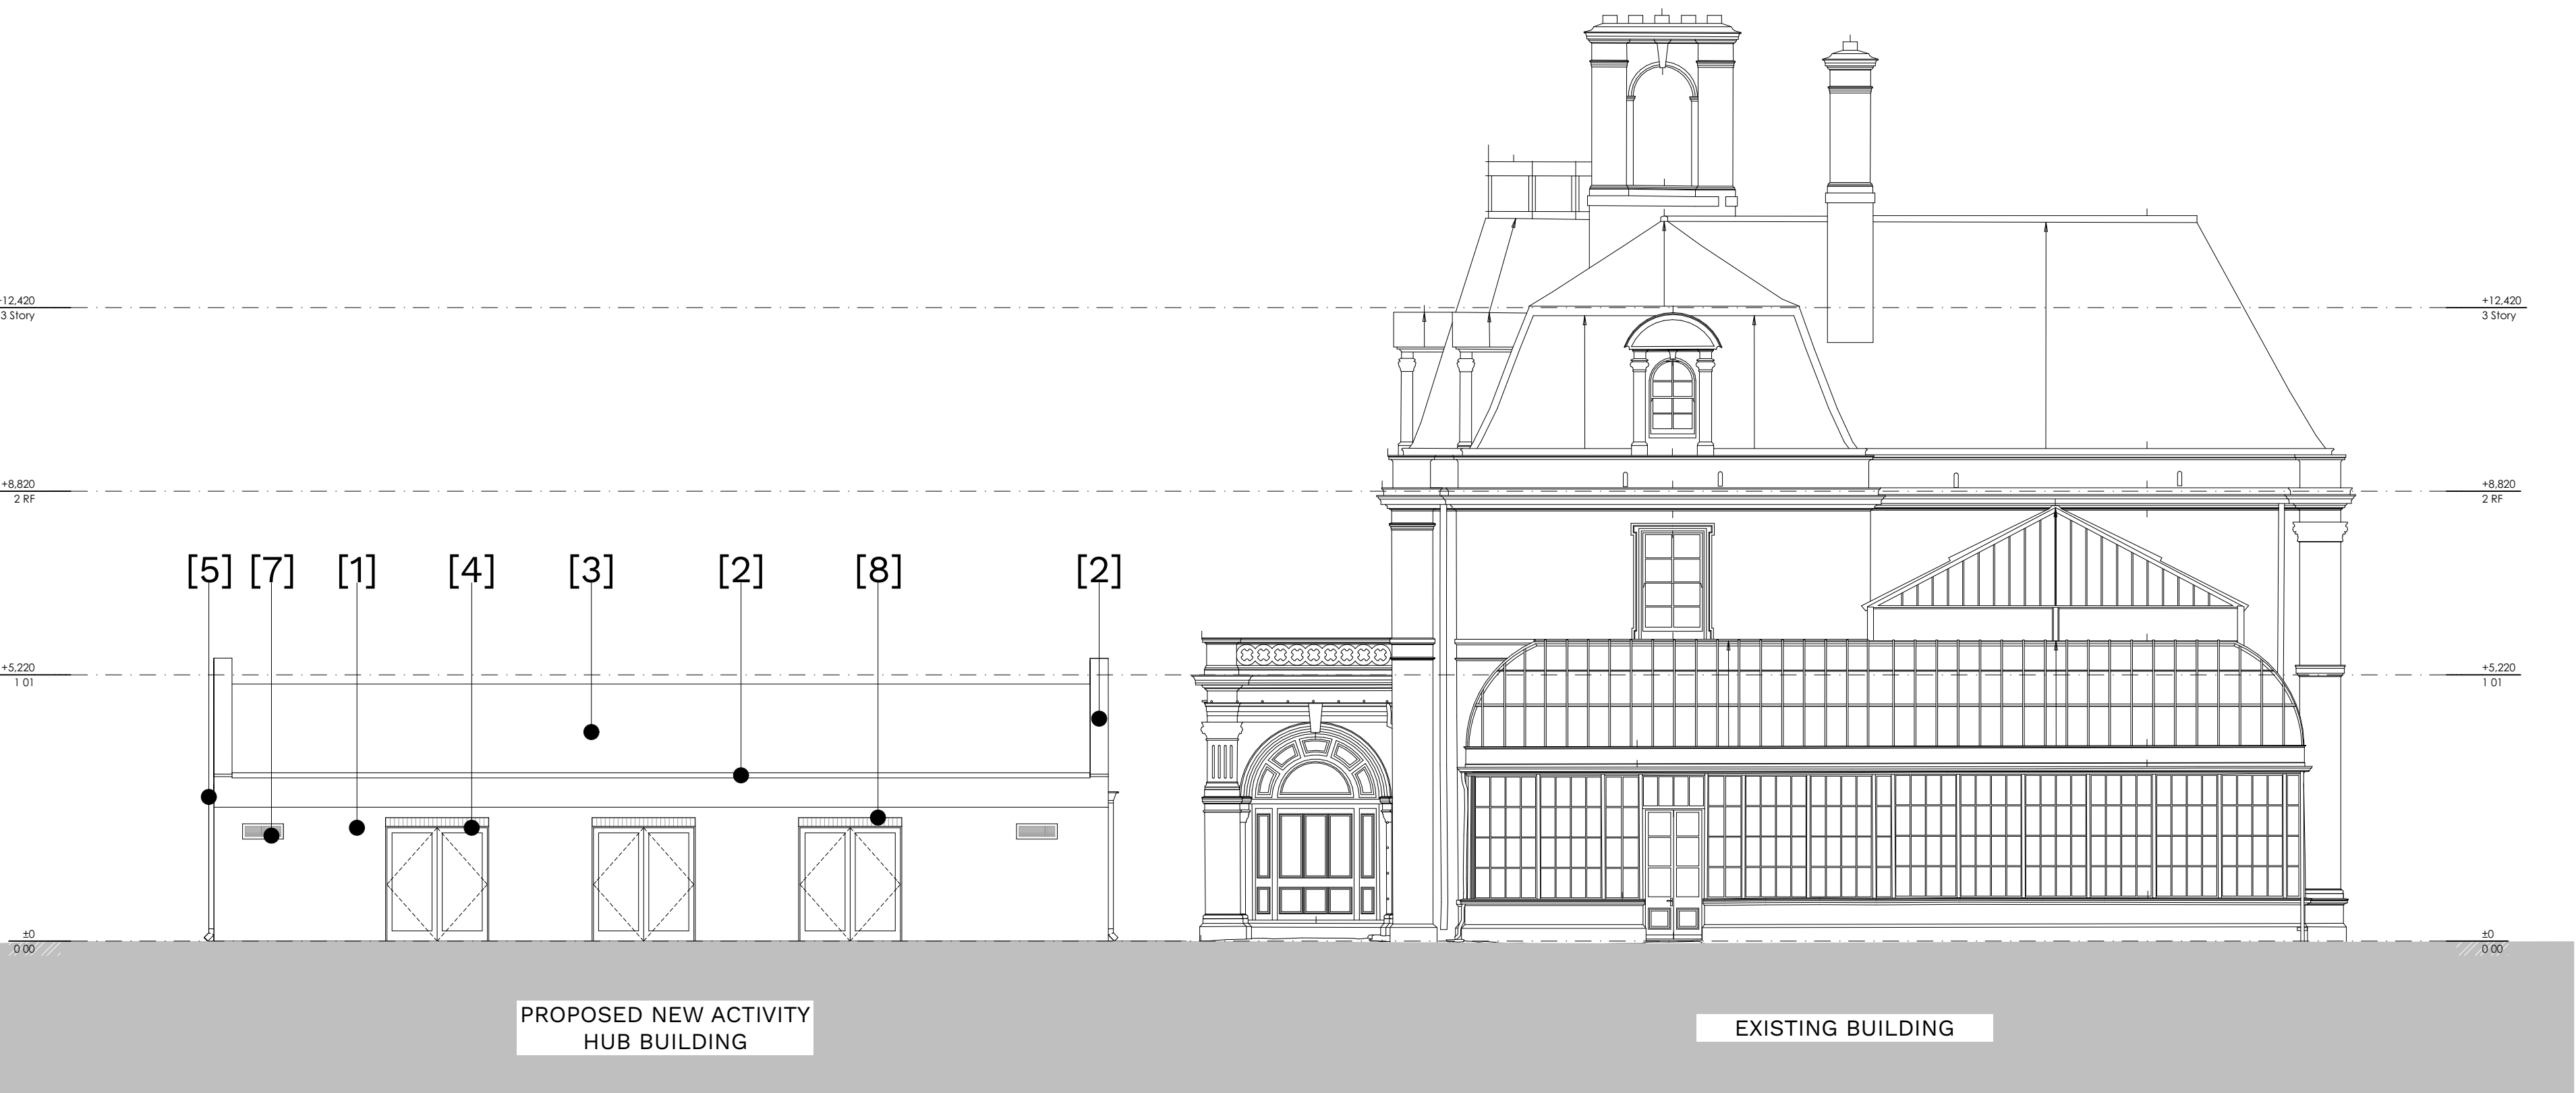 +12,420
3 Story
+12,420
3 Story
+8,820
2 RF
+8,820
2 RF
[5] [7] [1] [4] [3] [2] [8] [2]
+5,220
1 01
+5,220
1 01
±0
0 00
±0
0 00
PROPOSED NEW ACTIVITY
HUB BUILDING
EXISTING BUILDING